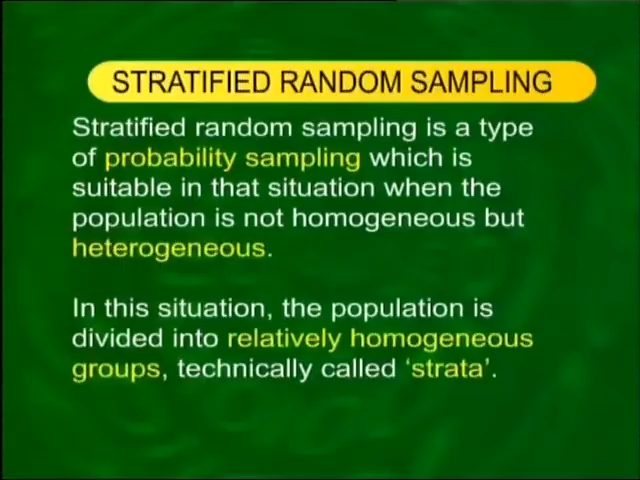 STRATIFIED RANDOM SAMPLING
Stratified random sampling is a type
of probability sampling which is
suitable in that situation when the
population is not homogeneous but
heterogeneous.
In this situation, the population is
divided into relatively homogeneous
groups, technically called ‘strata’.